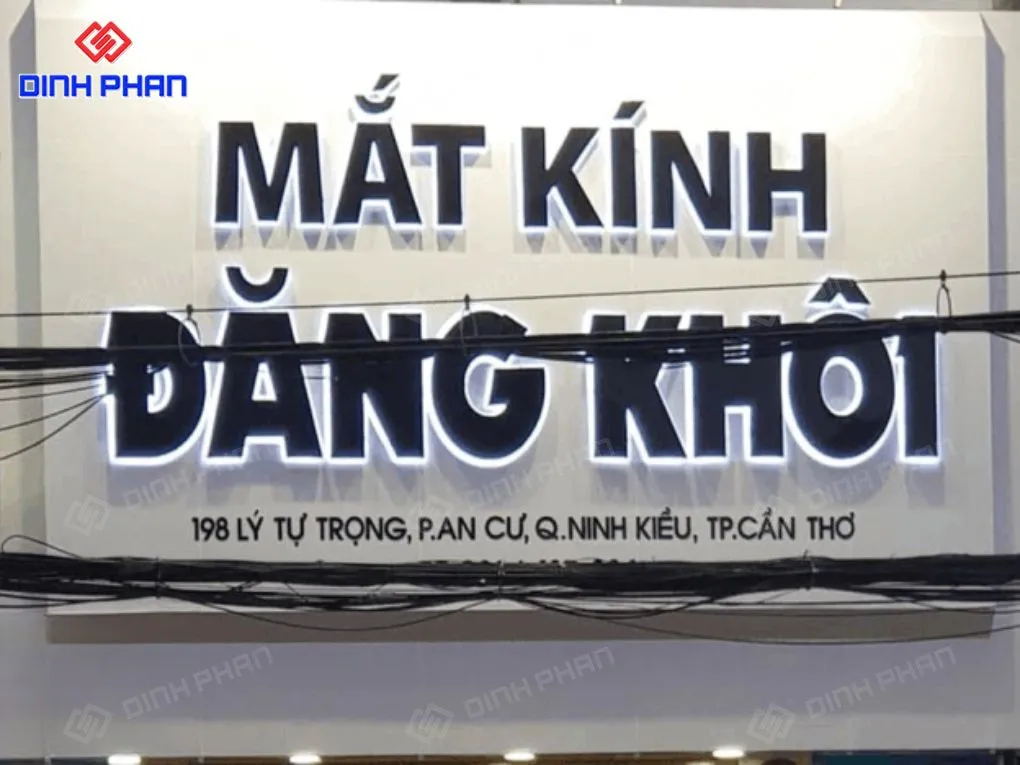 DINH PHAN
MẮT KÍNH
ĐĂNG KHÔI
198 LÝ TỰ TRỌNG, P.AN CƯ, Q.NINH KIỀU, TP.CẦN THƠ